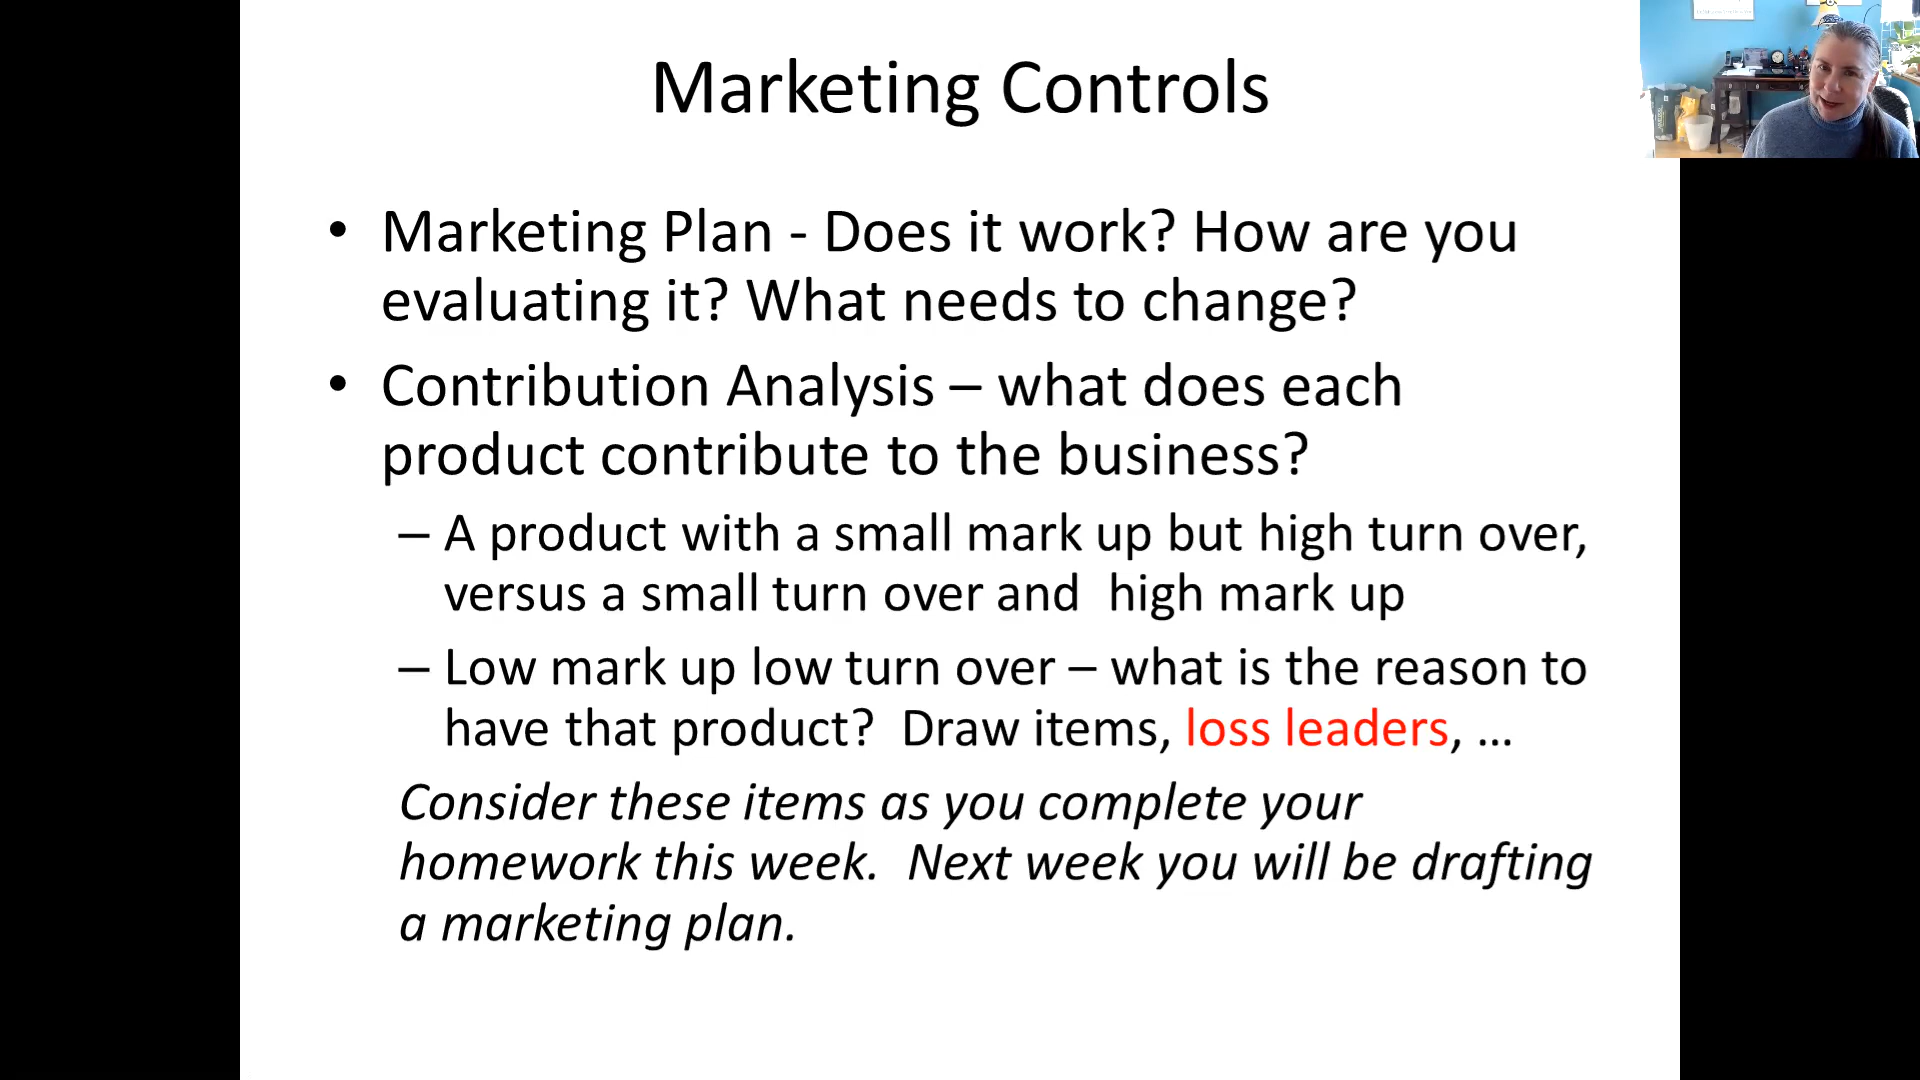 Marketing Controls
• Marketing Plan - Does it work? How are you
evaluating it? What needs to change?
• Contribution Analysis – what does each
product contribute to the business?
– A product with a small mark up but high turn over,
versus a small turn over and  high mark up
– Low mark up low turn over – what is the reason to
have that product?  Draw items, loss leaders, ...
Consider these items as you complete your
homework this week.  Next week you will be drafting
a marketing plan.